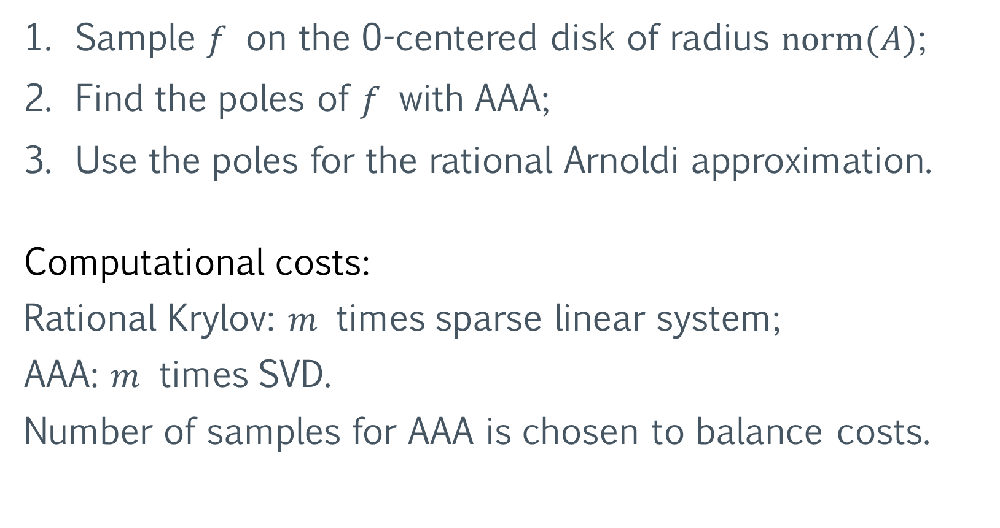 1. Sample f on the 0-centered disk of radius norm(A);
2. Find the poles of f with AAA;
3. Use the poles for the rational Arnoldi approximation.
Computational costs:
Rational Krylov: m times sparse linear system;
AAA: m times SVD.
Number of samples for AAA is chosen to balance costs.